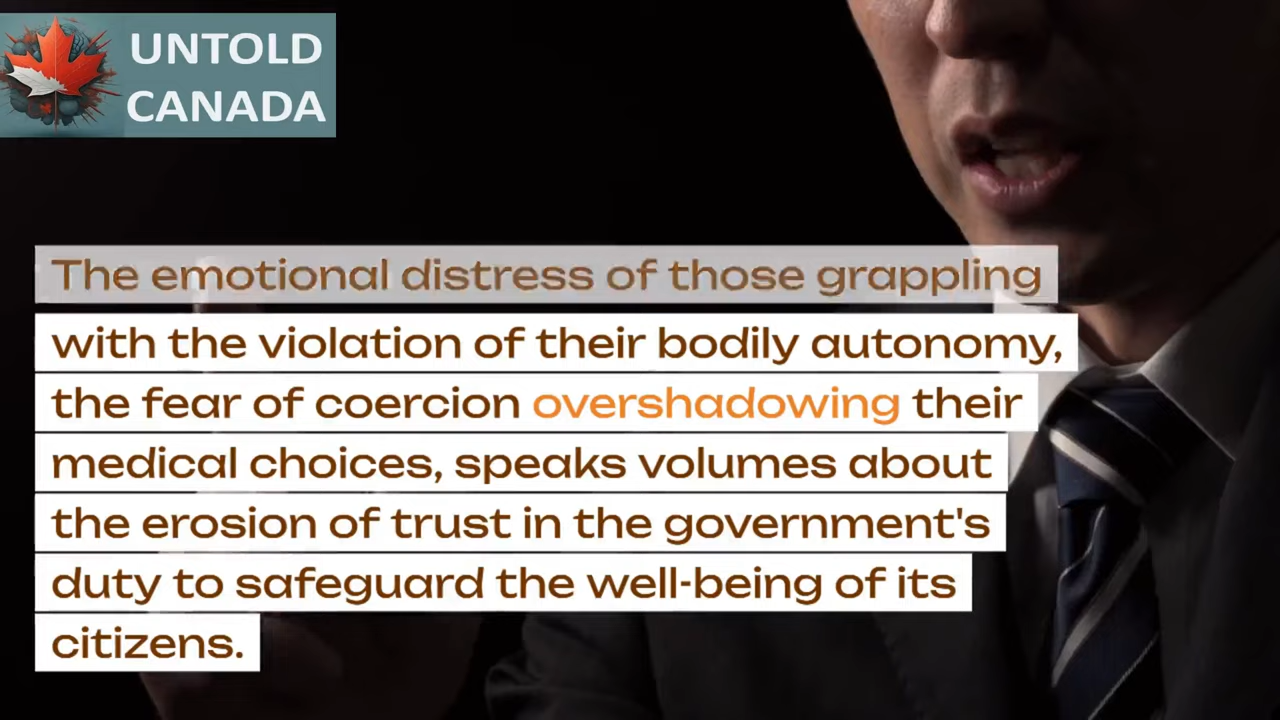 UNTOLD
CANADA
The emotional distress of those grappling
with the violation of their bodily autonomy,
the fear of coercion overshadowing their
medical choices, speaks volumes about
the erosion of trust in the government's
duty to safeguard the well-being of its
citizens.